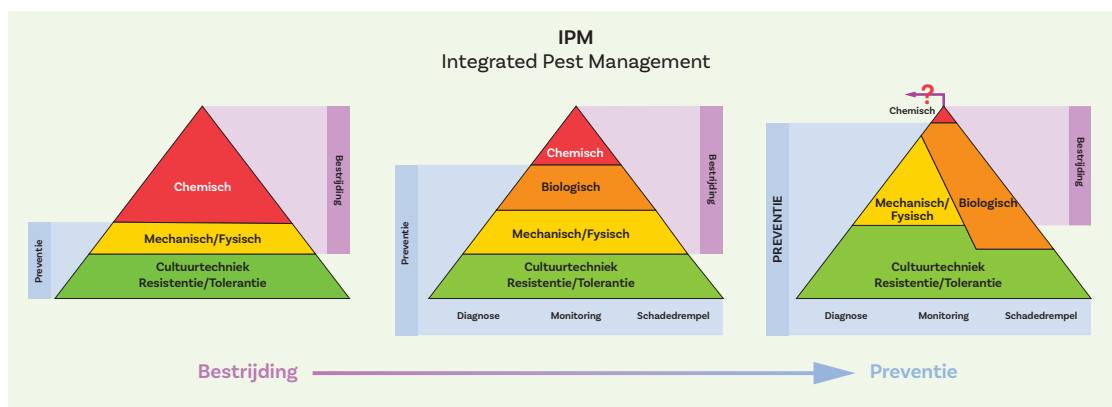 IPM
Integrated Pest Management
Chemisch
Mechanisch/Fysisch
Cultuurtechniek
Resistentie/Tolerantie
Preventie
Bestrijding
Chemisch
Biologisch
Mechanisch/Fysisch
Cultuurtechniek
Resistentie/Tolerantie
Preventie
Bestrijding
Diagnose Monitoring Schadedrempel
?
Chemisch
Mechanisch/
Fysisch
Biologisch
Cultuurtechniek
Resistentie/Tolerantie
PREVENTIE
Bestrijding
Diagnose Monitoring Schadedrempel
Bestrijding Preventie